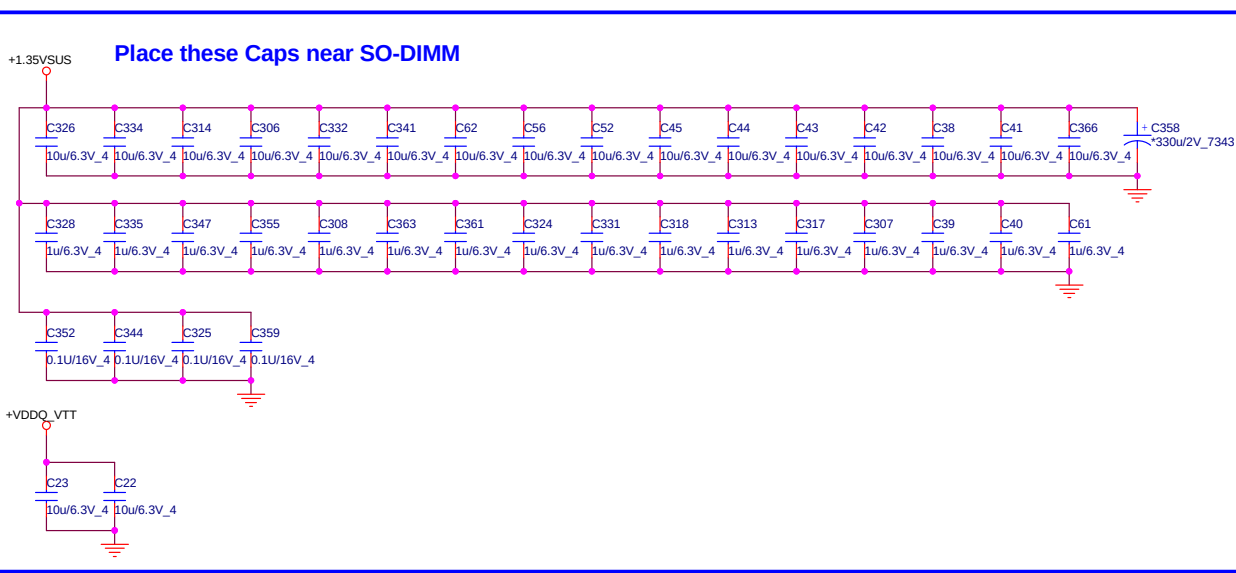 Place these Caps near SO-DIMM
+1.35VSUS
C326 C334 C314 C306 C332 C341 C62 C56 C52 C45 C44 C43 C42 C38 C41 C366 + C358
10u/6.3V_4 10u/6.3V_4 10u/6.3V_4 10u/6.3V_4 10u/6.3V_4 10u/6.3V_4 10u/6.3V_4 10u/6.3V_4 10u/6.3V_4 10u/6.3V_4 10u/6.3V_4 10u/6.3V_4 10u/6.3V_4 10u/6.3V_4 10u/6.3V_4 10u/6.3V_4 *330u/2V_7343
C328 C335 C347 C355 C308 C363 C361 C324 C331 C318 C313 C317 C307 C39 C40 C61
1u/6.3V_4 1u/6.3V_4 1u/6.3V_4 1u/6.3V_4 1u/6.3V_4 1u/6.3V_4 1u/6.3V_4 1u/6.3V_4 1u/6.3V_4 1u/6.3V_4 1u/6.3V_4 1u/6.3V_4 1u/6.3V_4 1u/6.3V_4 1u/6.3V_4 1u/6.3V_4
C352 C344 C325 C359
0.1U/16V_4 0.1U/16V_4 0.1U/16V_4 0.1U/16V_4
+VDDQ_VTT
C23 C22
10u/6.3V_4 10u/6.3V_4